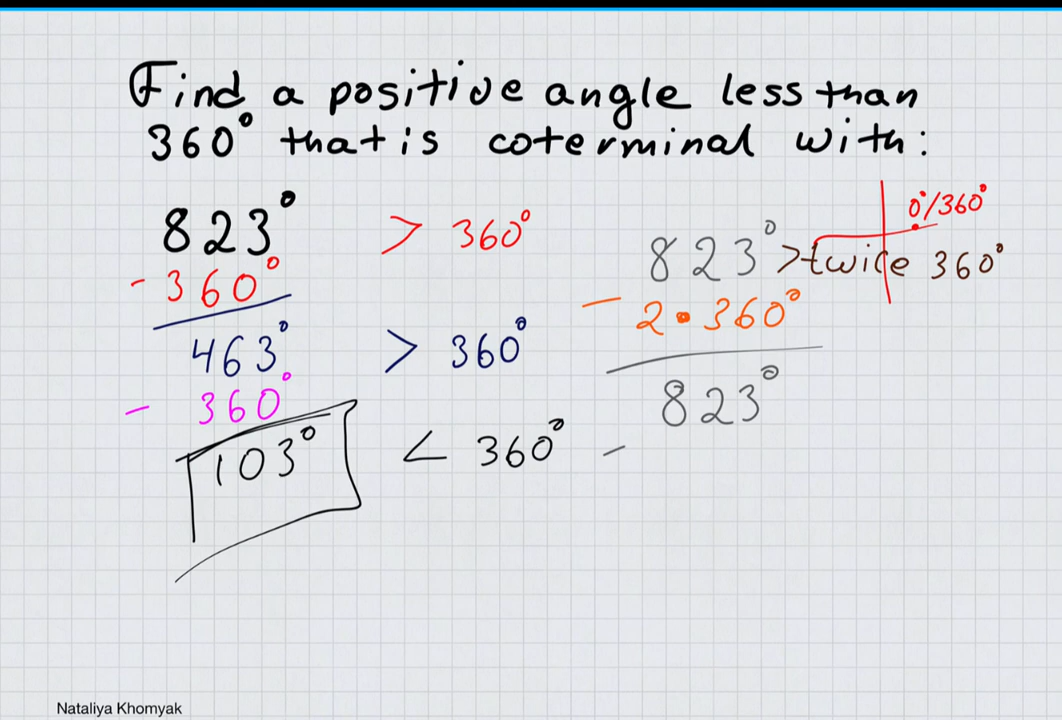 Find a positive angle less than
360° that is coterminal with:
823° > 360°
- 360°
463° > 360°
- 360°
103° < 360°
0°/360°
823° > twice 360°
- 2 • 360°
823°
-
Nataliya Khomyak